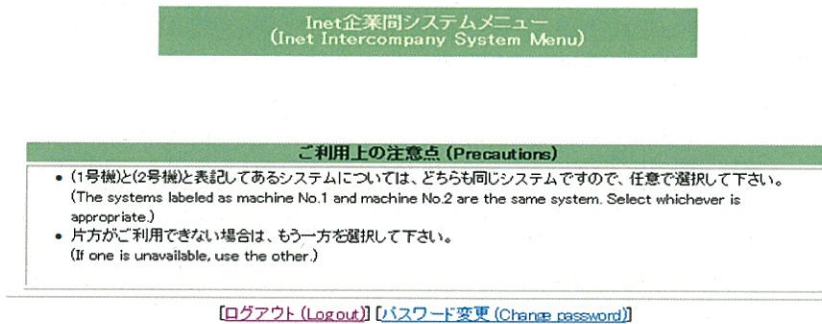 Inet企業間システムメニュー
(Inet Intercompany System Menu)
ご利用上の注意点 (Precautions)
• (1号機)と(2号機)と表記してあるシステムについては、どちらも同じシステムですので、任意で選択して下さい。
(The systems labeled as machine No.1 and machine No.2 are the same system. Select whichever is
appropriate.)
• 片方がご利用できない場合は、もう一方を選択して下さい。
(If one is unavailable, use the other.)
[ログアウト (Logout)] [パスワード変更 (Change password)]